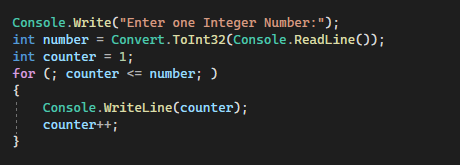 Console.Write("Enter one Integer Number:");
int number = Convert.ToInt32(Console.ReadLine());
int counter = 1;
for (; counter <= number; )
{
    Console.WriteLine(counter);
    counter++;
}